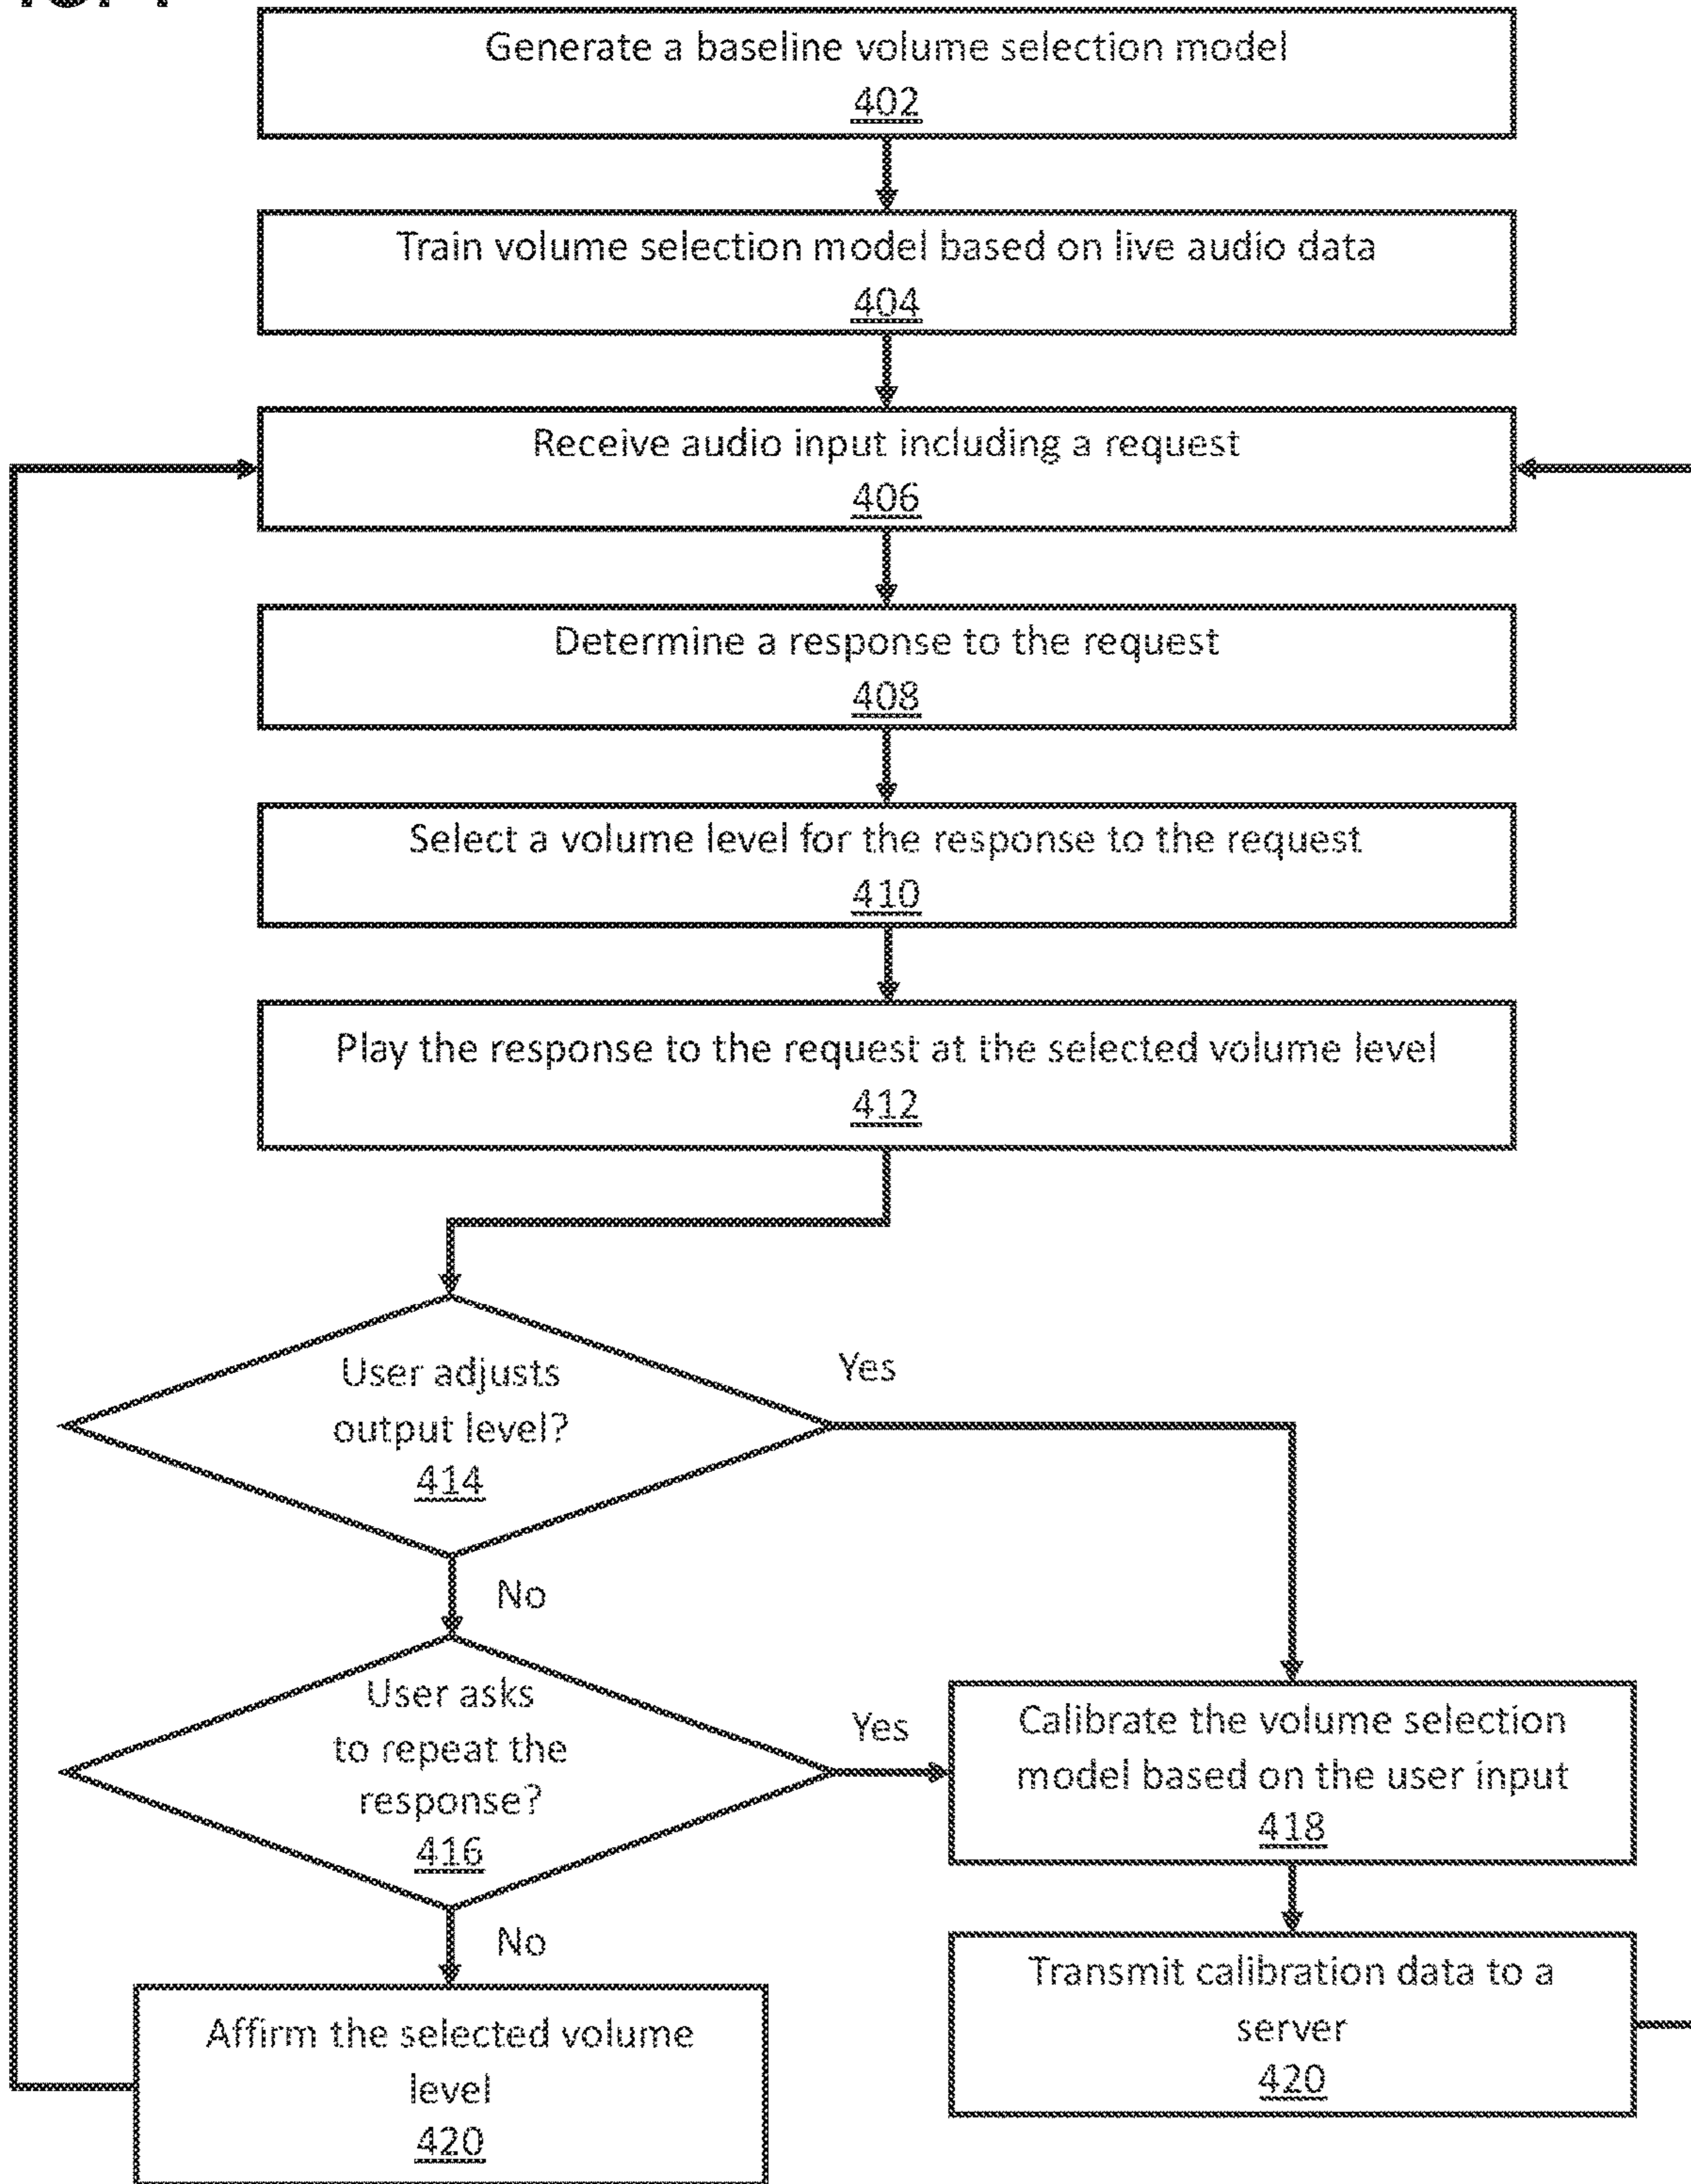 Generate a baseline volume selection model
402
Train volume selection model based on live audio data
404
Receive audio input including a request
406
Determine a response to the request
408
Select a volume level for the response to the request
410
Play the response to the request at the selected volume level
412
User adjusts
output level?
414
Yes
No
User asks
to repeat the
response?
416
Yes
Calibrate the volume selection
model based on the user input
418
No
Transmit calibration data to a
server
420
Affirm the selected volume
level
420